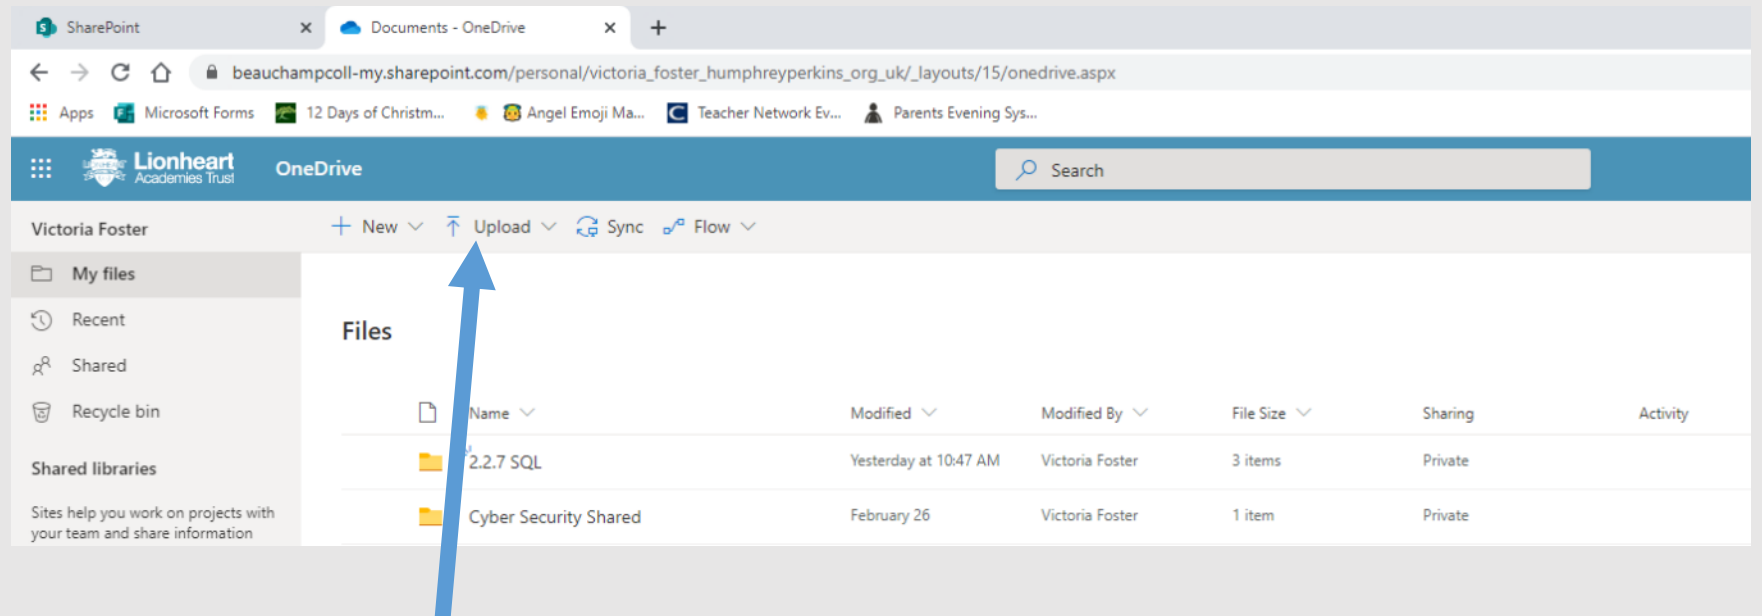 SharePoint
Documents - OneDrive
beauchampcoll-my.sharepoint.com/personal/victoria_foster_humphreyperkins_org_uk/_layouts/15/onedrive.aspx
Apps Microsoft Forms 12 Days of Christm... Angel Emoji Ma... Teacher Network Ev... Parents Evening Sys...
Lionheart
Academies Trust
OneDrive
Search
Victoria Foster
New Upload Sync Flow
My files
Recent
Shared
Recycle bin
Shared libraries
Sites help you work on projects with
your team and share information
Files
Name Modified Modified By File Size Sharing Activity
2.2.7 SQL Yesterday at 10:47 AM Victoria Foster 3 items Private
Cyber Security Shared February 26 Victoria Foster 1 item Private